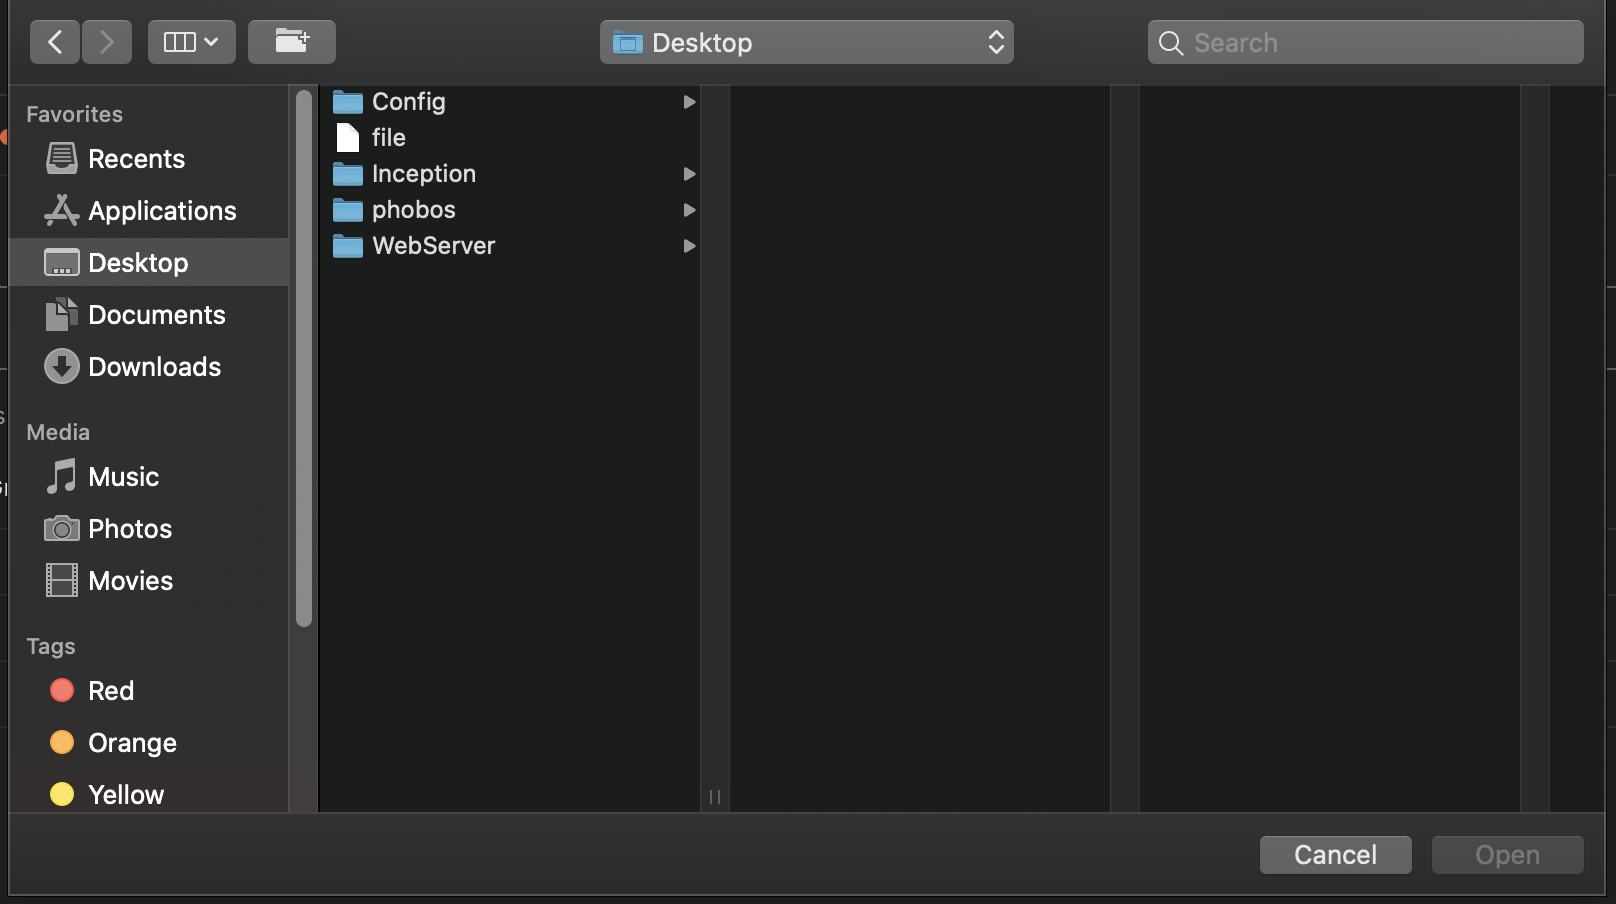 Desktop
Search
Favorites
Recents
Applications
Desktop
Documents
Downloads
Media
Music
Photos
Movies
Tags
Red
Orange
Yellow
Config
file
Inception
phobos
WebServer
Cancel
Open